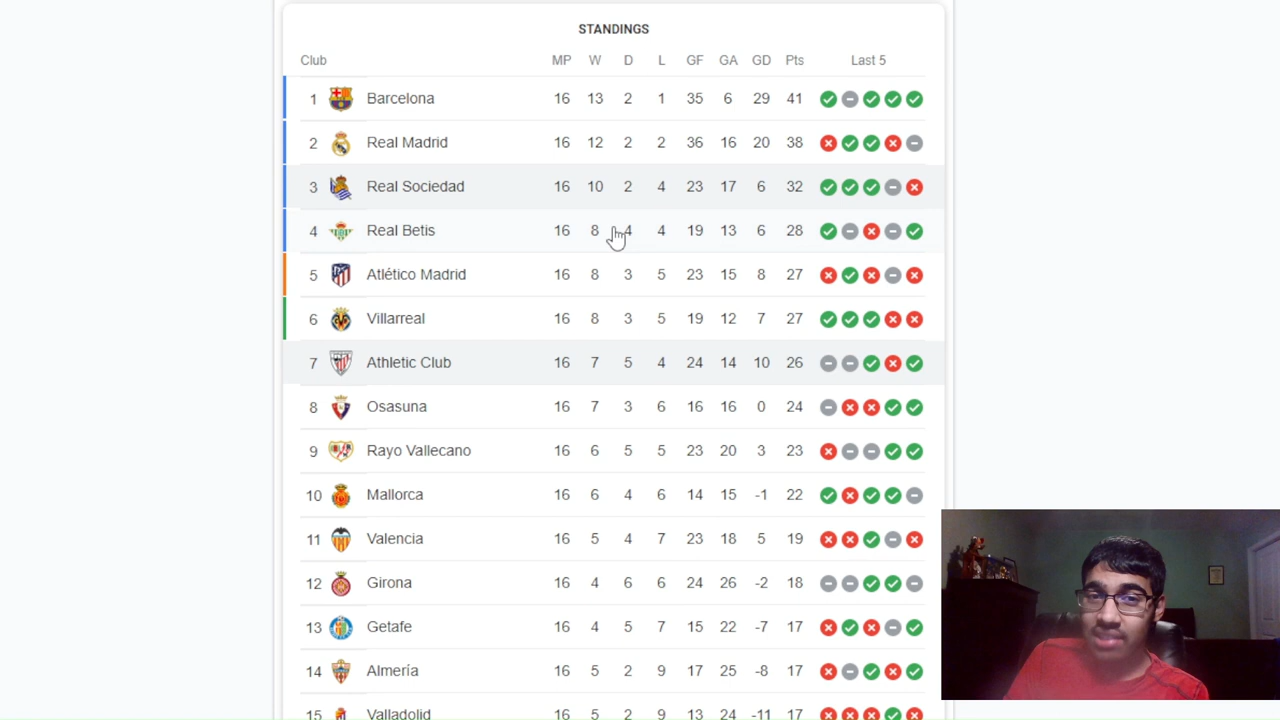 STANDINGS
Club MP W D L GF GA GD Pts Last 5
1 Barcelona 16 13 2 1 35 6 29 41
2 Real Madrid 16 12 2 2 36 16 20 38
3 Real Sociedad 16 10 2 4 23 17 6 32
4 Real Betis 16 8 4 4 19 13 6 28
5 Atlético Madrid 16 8 3 5 23 15 8 27
6 Villarreal 16 8 3 5 19 12 7 27
7 Athletic Club 16 7 5 4 24 14 10 26
8 Osasuna 16 7 3 6 16 16 0 24
9 Rayo Vallecano 16 6 5 5 23 20 3 23
10 Mallorca 16 6 4 6 14 15 -1 22
11 Valencia 16 5 4 7 23 18 5 19
12 Girona 16 4 6 6 24 26 -2 18
13 Getafe 16 4 5 7 15 22 -7 17
14 Almería 16 5 2 9 17 25 -8 17
15 Valladolid 16 5 2 9 13 24 -11 17